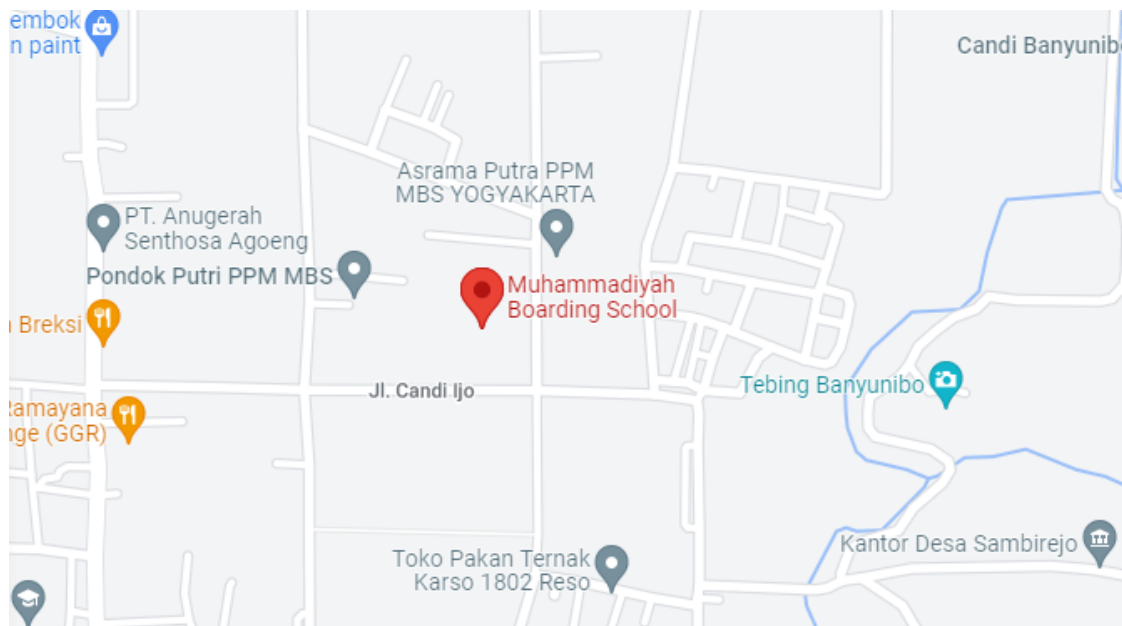 embok
n paint
Candi Banyunibo
Asrama Putra PPM
MBS YOGYAKARTA
PT. Anugerah
Senthosa Agoeng
Pondok Putri PPM MBS
Muhammadiyah
Boarding School
Breksi
Jl. Candi Ijo
Tebing Banyunibo
Ramayana
nge (GGR)
Toko Pakan Ternak
Karso 1802 Reso
Kantor Desa Sambirejo